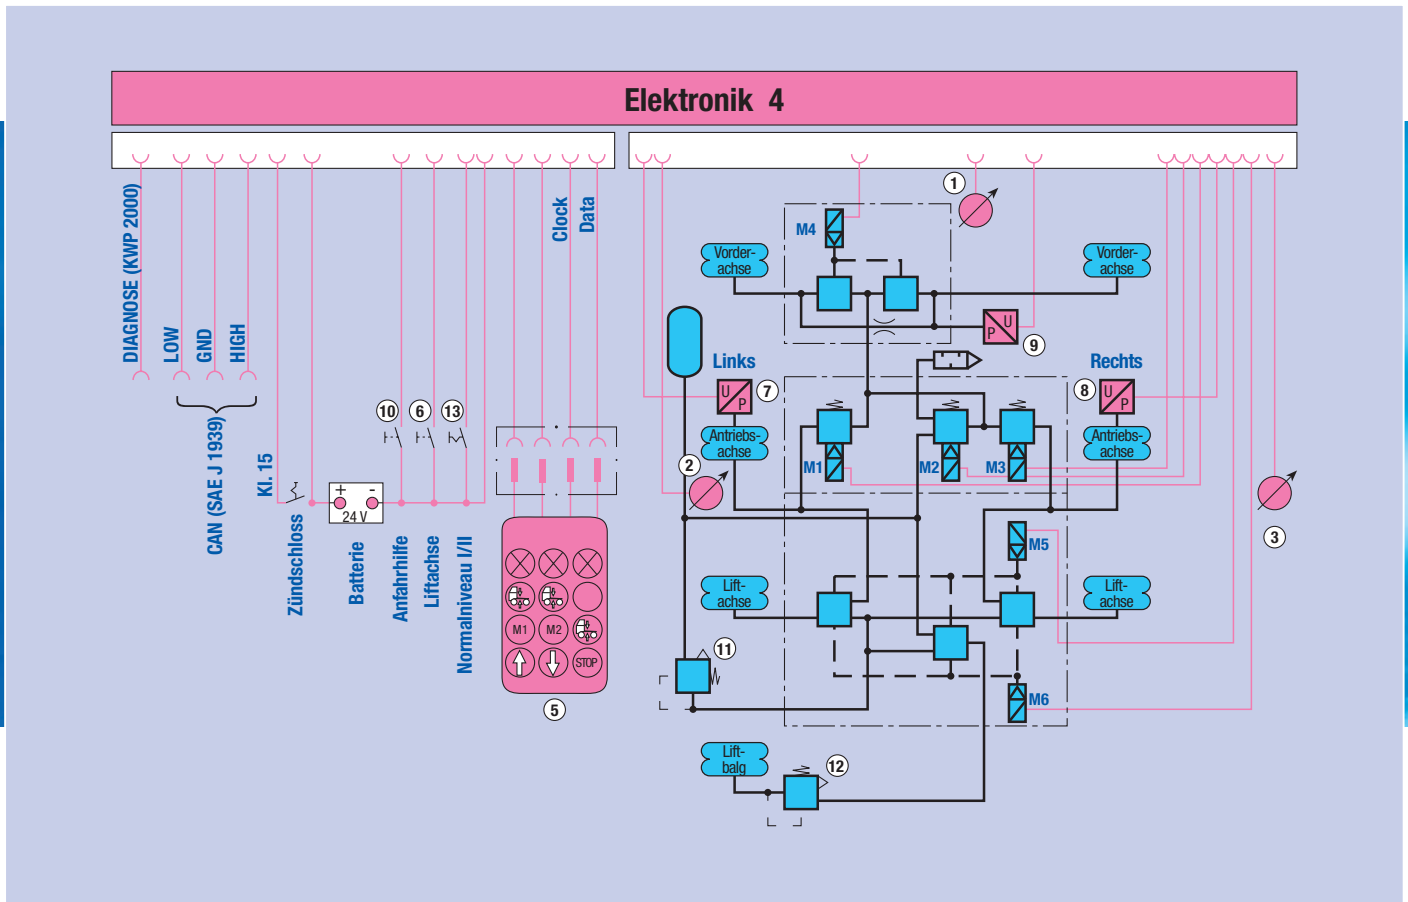 Elektronik 4
DIAGNOSE (KWP 2000)
LOW
GND
HIGH
CAN (SAE J 1939)
Kl. 15
Zündschloss
+ -
24 V
Batterie
10
6
13
Anfahrhilfe
Liftachse
Normalniveau I/II
Clock
Data
M1
M2
STOP
5
1
M4
Vorder-
achse
Vorder-
achse
U
P
9
Links
Rechts
U
P
7
8
U
P
Antriebs-
achse
Antriebs-
achse
2
M1
M2
M3
3
M5
Lift-
achse
Lift-
achse
11
M6
Lift-
balg
12